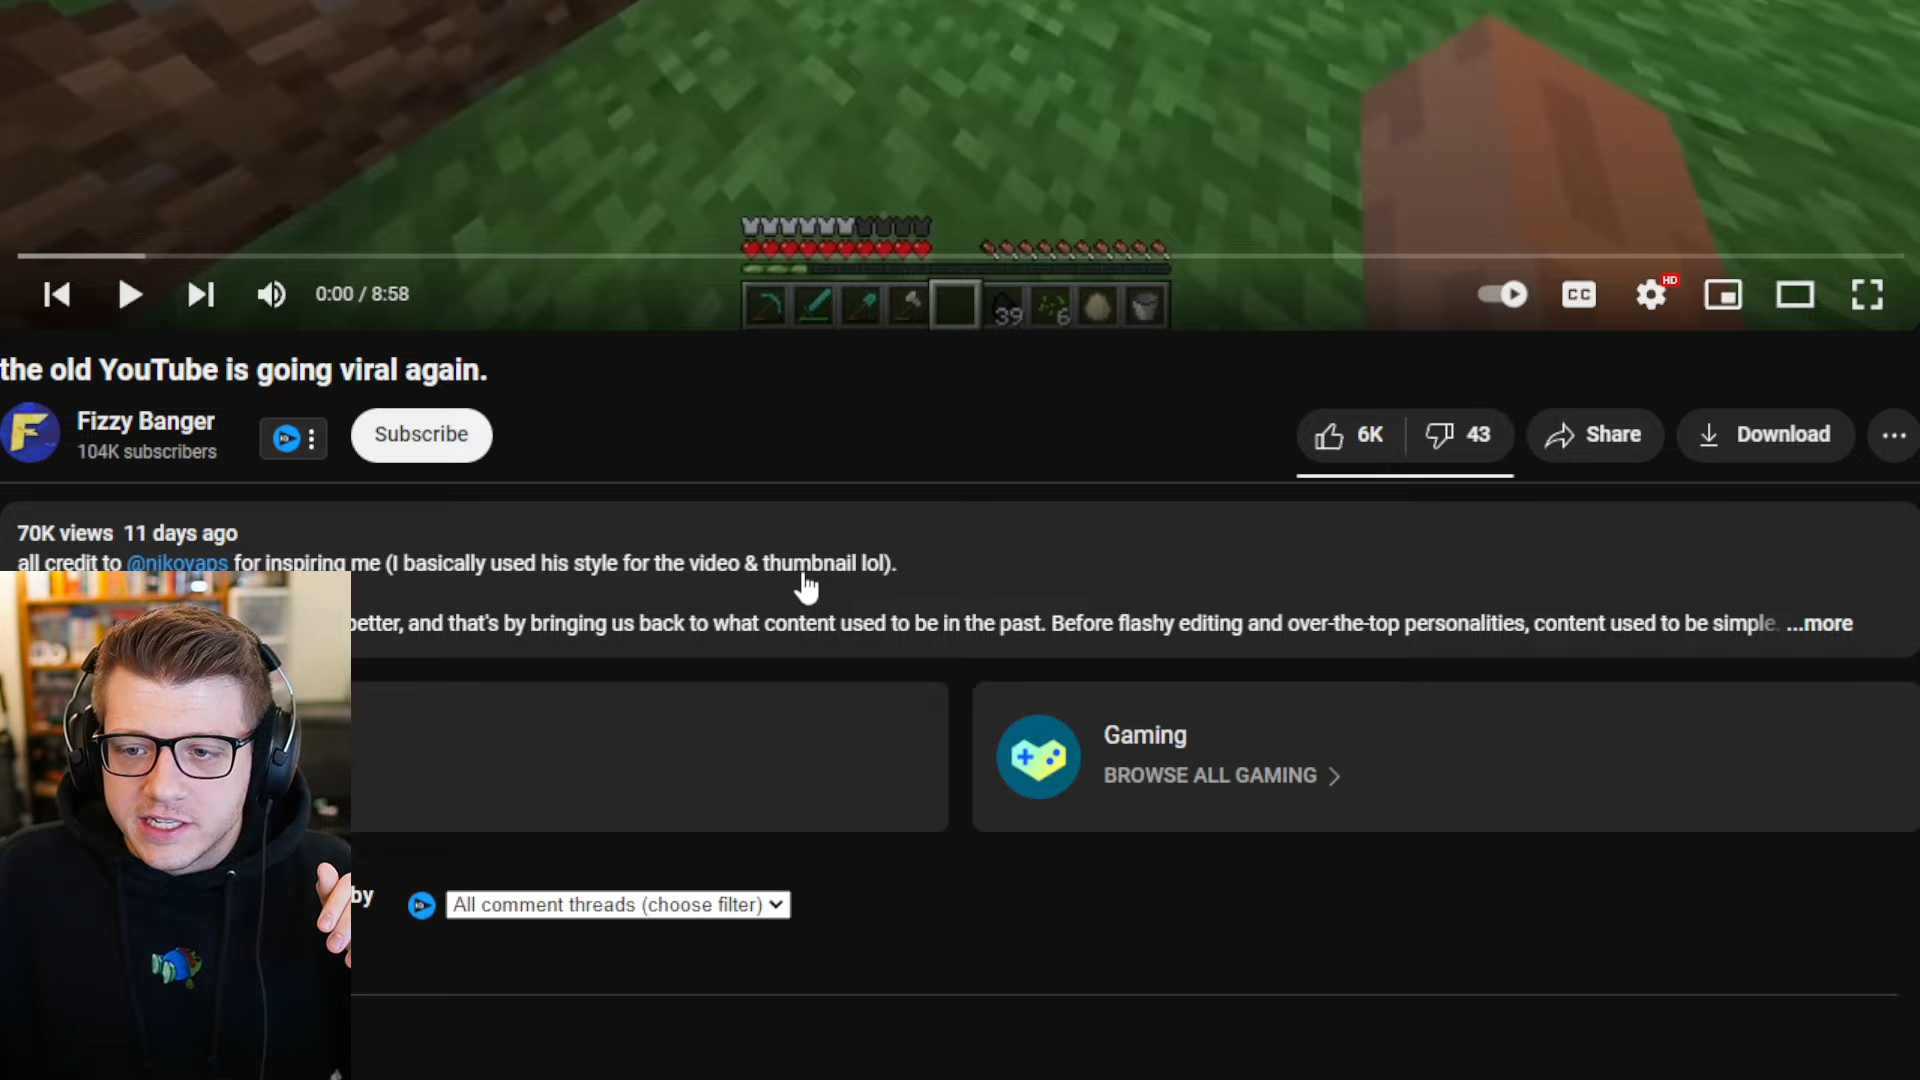 39
6
0:00 / 8:58
CC
HD
the old YouTube is going viral again.
Fizzy Banger
104K subscribers
Subscribe
6K
43
Share
Download
70K views 11 days ago
all credit to @nikovaps for inspiring me (I basically used his style for the video & thumbnail lol).
better, and that's by bringing us back to what content used to be in the past. Before flashy editing and over-the-top personalities, content used to be simple. ...more
Gaming
BROWSE ALL GAMING
by
All comment threads (choose filter)